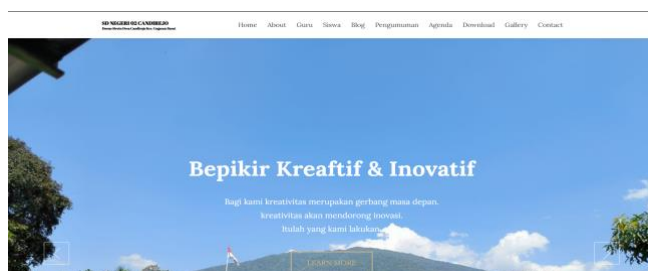 SD NEGERI 02 CANDIREJO
Home About Guru Siswa Blog Pengumuman Agenda Download Gallery Contact
Bepikir Kreaftif & Inovatif
Bagi kami kreativitas merupakan gerbang masa depan.
kreativitas akan mendorong inovasi.
Itulah yang kami lakukan.
LEARN MORE